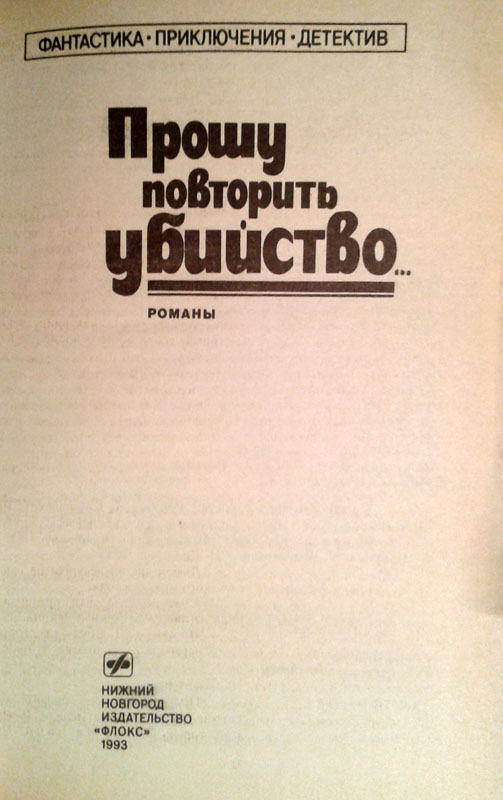 ФАНТАСТИКА · ПРИКЛЮЧЕНИЯ · ДЕТЕКТИВ
Прошу
повторить
убийство...
РОМАНЫ
НИЖНИЙ
НОВГОРОД
ИЗДАТЕЛЬСТВО
«ФЛОКС»
1993